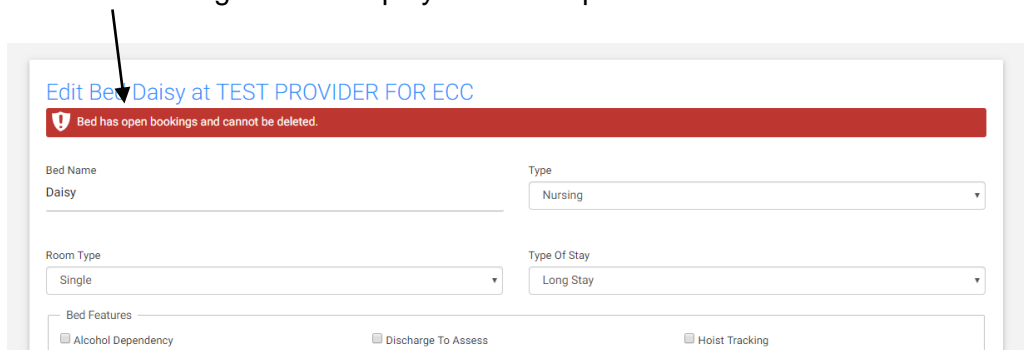 Edit Bed Daisy at TEST PROVIDER FOR ECC
Bed has open bookings and cannot be deleted.
Bed Name
Type
Daisy
Nursing
Room Type
Type Of Stay
Single
Long Stay
Bed Features
Alcohol Dependency
Discharge To Assess
Hoist Tracking